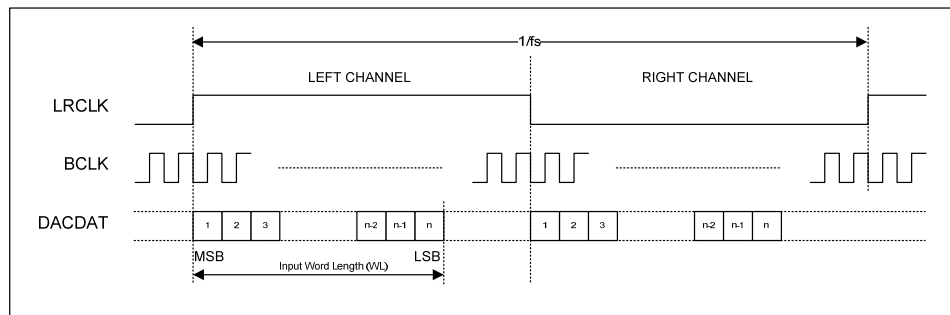 1/fs
LEFT CHANNEL RIGHT CHANNEL
LRCLK
BCLK
DACDAT
1 2 3 n-2 n-1 n 1 2 3 n-2 n-1 n
MSB LSB
Input Word Length (WL)